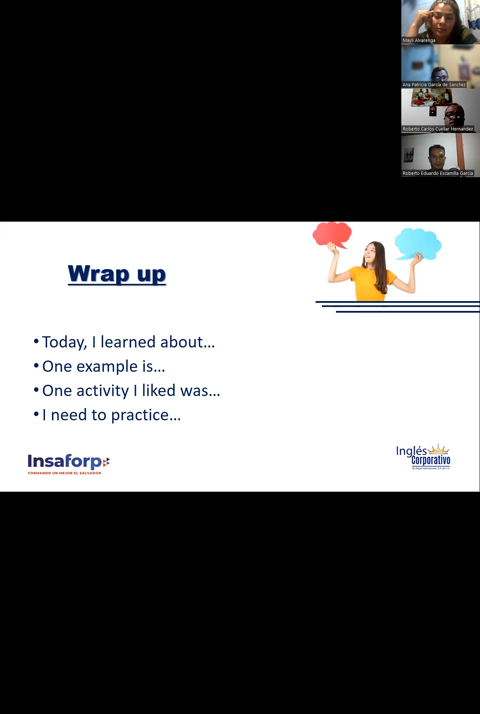 Mayli Alvarenga
Ana Patricia García de Sánchez
Roberto Carlos Cuellar Hernandez
Roberto Eduardo Escamilla García
Wrap up
•Today, I learned about…
•One example is…
•One activity I liked was…
•I need to practice…
Insaforp
FORMANDO UN MEJOR EL SALVADOR
Inglés
Corporativo